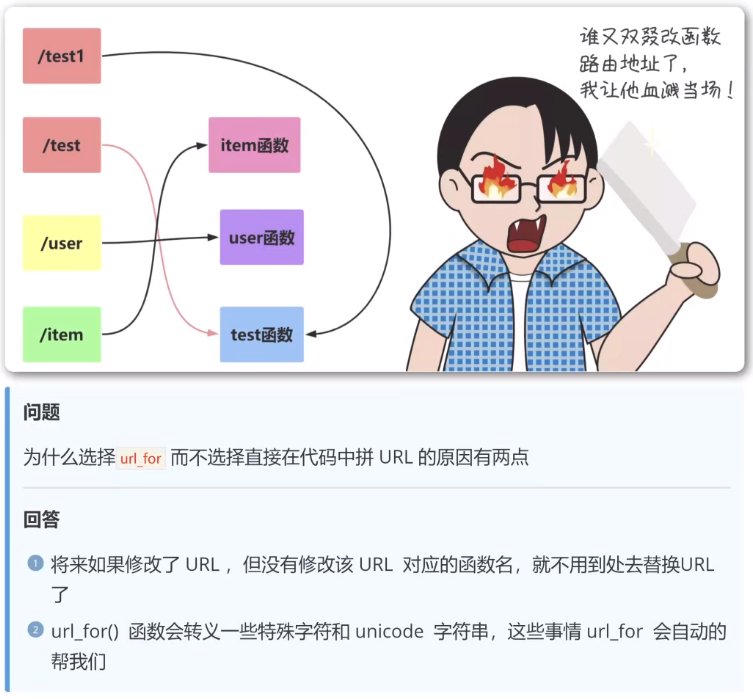 /test1
谁又双叒改函数
路由地址了，
我让他血溅当场！
/test
item函数
/user
user函数
/item
test函数
问题
为什么选择 url_for 而不选择直接在代码中拼 URL 的原因有两点
回答
1 将来如果修改了 URL ，但没有修改该 URL 对应的函数名，就不用到处去替换URL
了
2 url_for() 函数会转义一些特殊字符和 unicode 字符串，这些事情 url_for 会自动的
帮我们